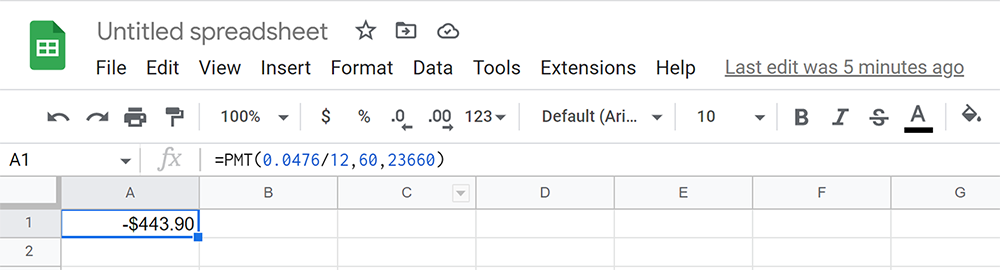 Untitled spreadsheet
File Edit View Insert Format Data Tools Extensions Help Last edit was 5 minutes ago
100% $ % .0 .00 123 Default (Ari... 10 B I S A
A1 fx =PMT(0.0476/12,60,23660)
A B C D E F G
1 -$443.90
2